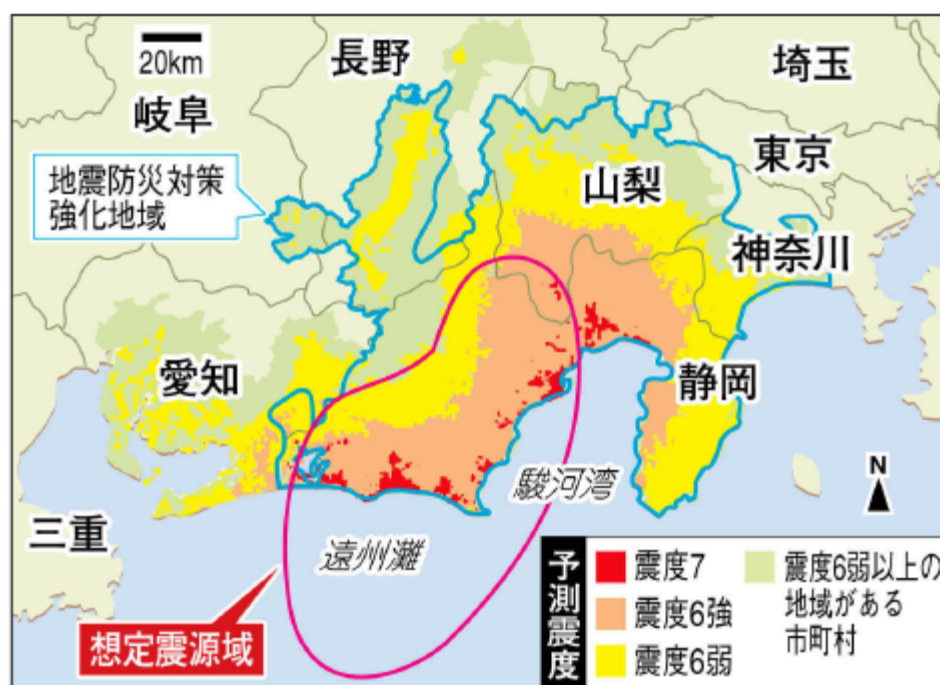 20km
長野
埼玉
岐阜
東京
地震防災対策
強化地域
山梨
神奈川
愛知
静岡
駿河湾
N
三重
遠州灘
想定震源域
予測震度
震度7
震度6強
震度6弱
震度6弱以上の
地域がある
市町村